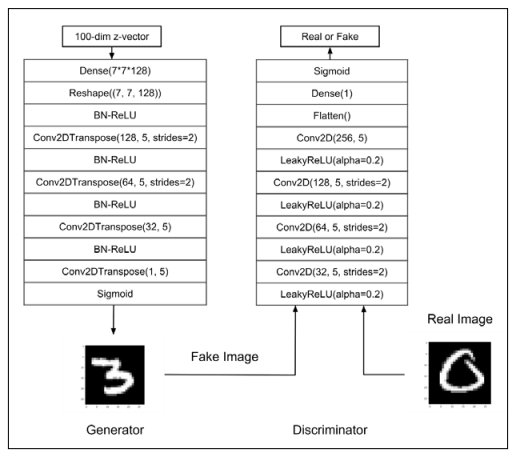 100-dim z-vector
Dense(7*7*128)
Reshape((7, 7, 128))
BN-ReLU
Conv2DTranspose(128, 5, strides=2)
BN-ReLU
Conv2DTranspose(64, 5, strides=2)
BN-ReLU
Conv2DTranspose(32, 5)
BN-ReLU
Conv2DTranspose(1, 5)
Sigmoid
Generator
Real or Fake
Sigmoid
Dense(1)
Flatten()
Conv2D(256, 5)
LeakyReLU(alpha=0.2)
Conv2D(128, 5, strides=2)
LeakyReLU(alpha=0.2)
Conv2D(64, 5, strides=2)
LeakyReLU(alpha=0.2)
Conv2D(32, 5, strides=2)
LeakyReLU(alpha=0.2)
Fake Image
Real Image
3
0
Discriminator